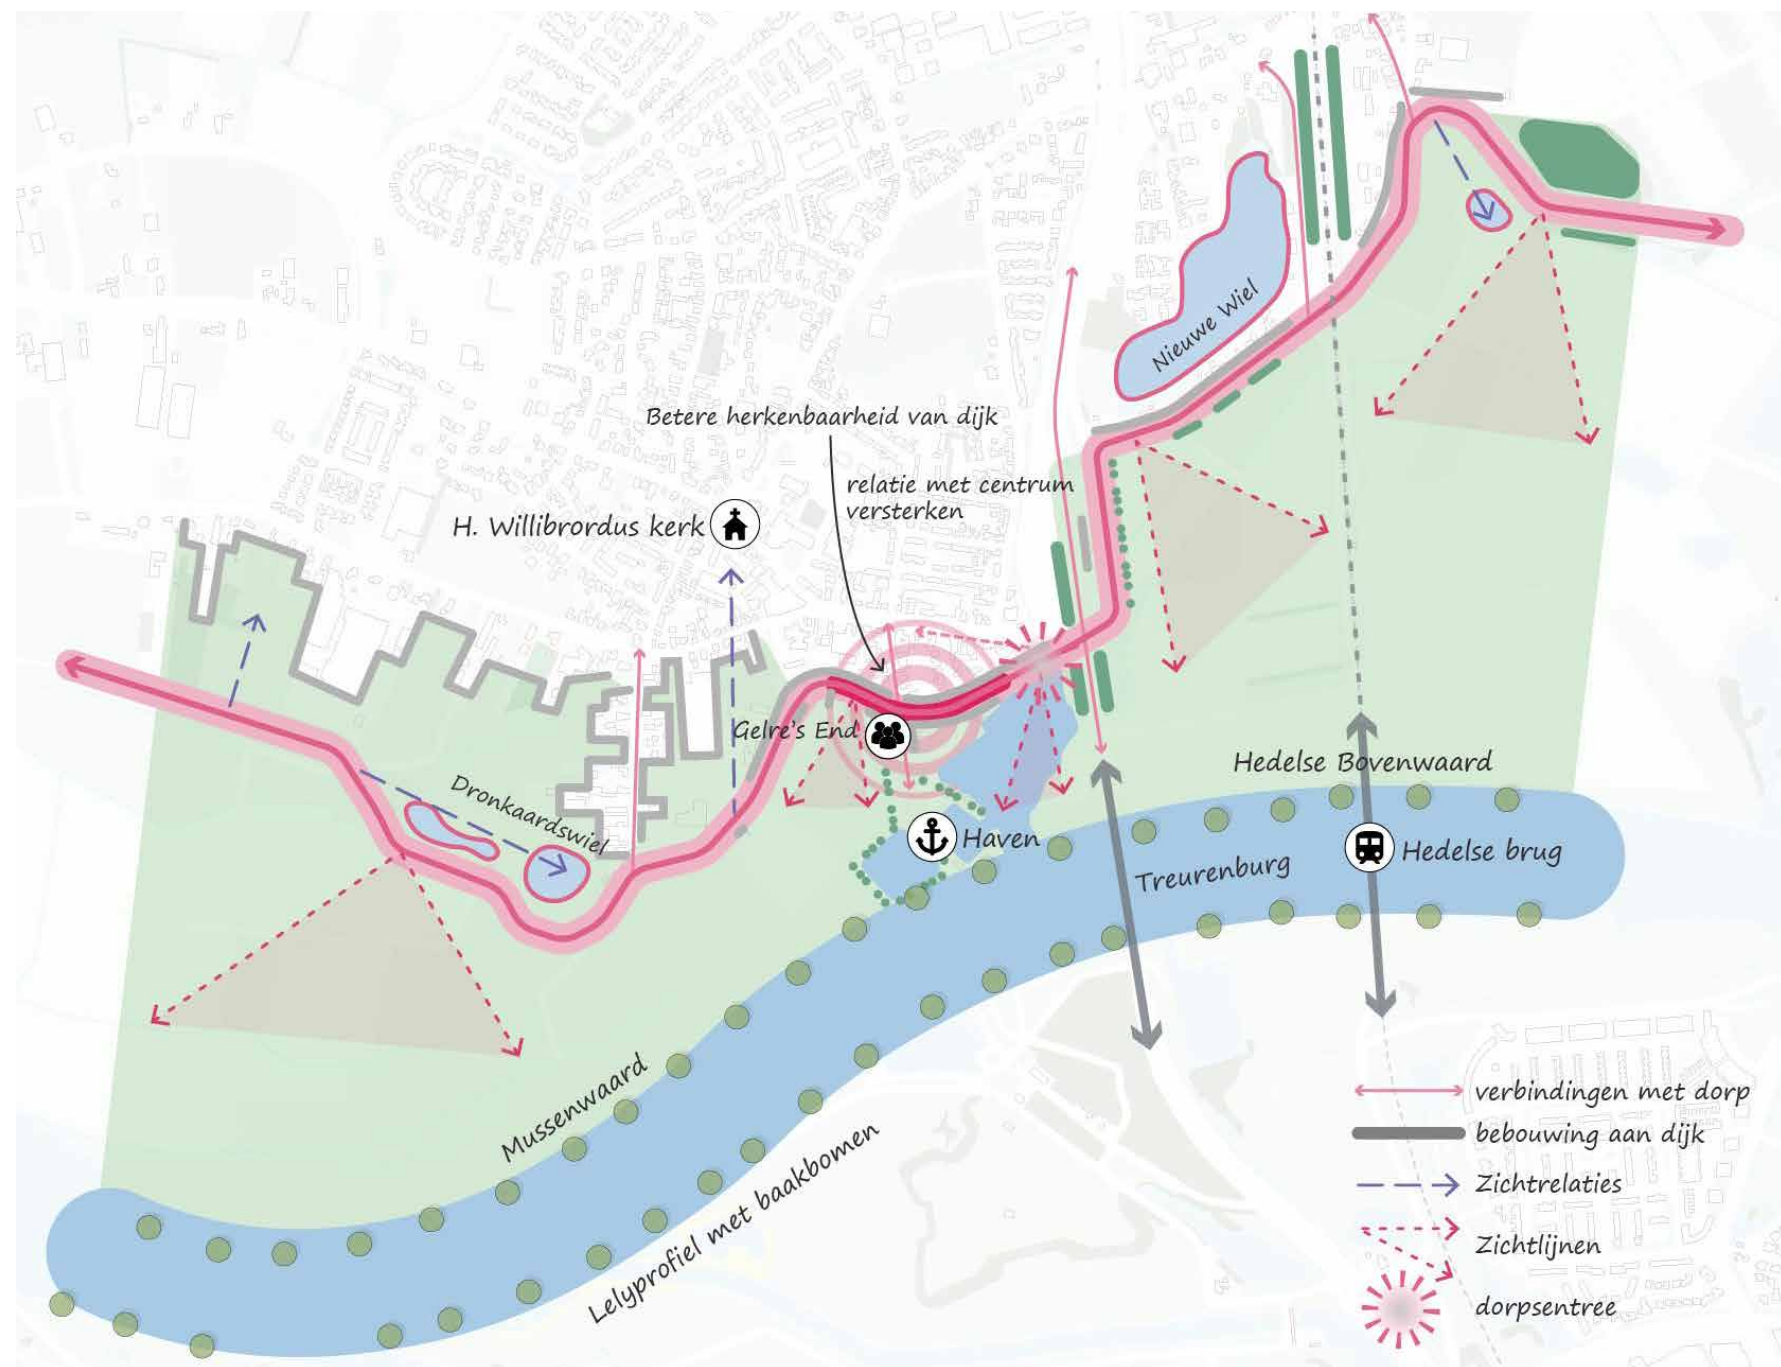 Nieuwe Wiel
Betere herkenbaarheid van dijk
relatie met centrum
versterken
H. Willibrordus kerk
Gelre's End
Dronkaardswiel
Hedelse Bovenwaard
Haven
Treurenburg
Hedelse brug
Mussenwaard
Lelyprofiel met baakbomen
verbindingen met dorp
bebouwing aan dijk
Zichtrelaties
Zichtlijnen
dorpsentree